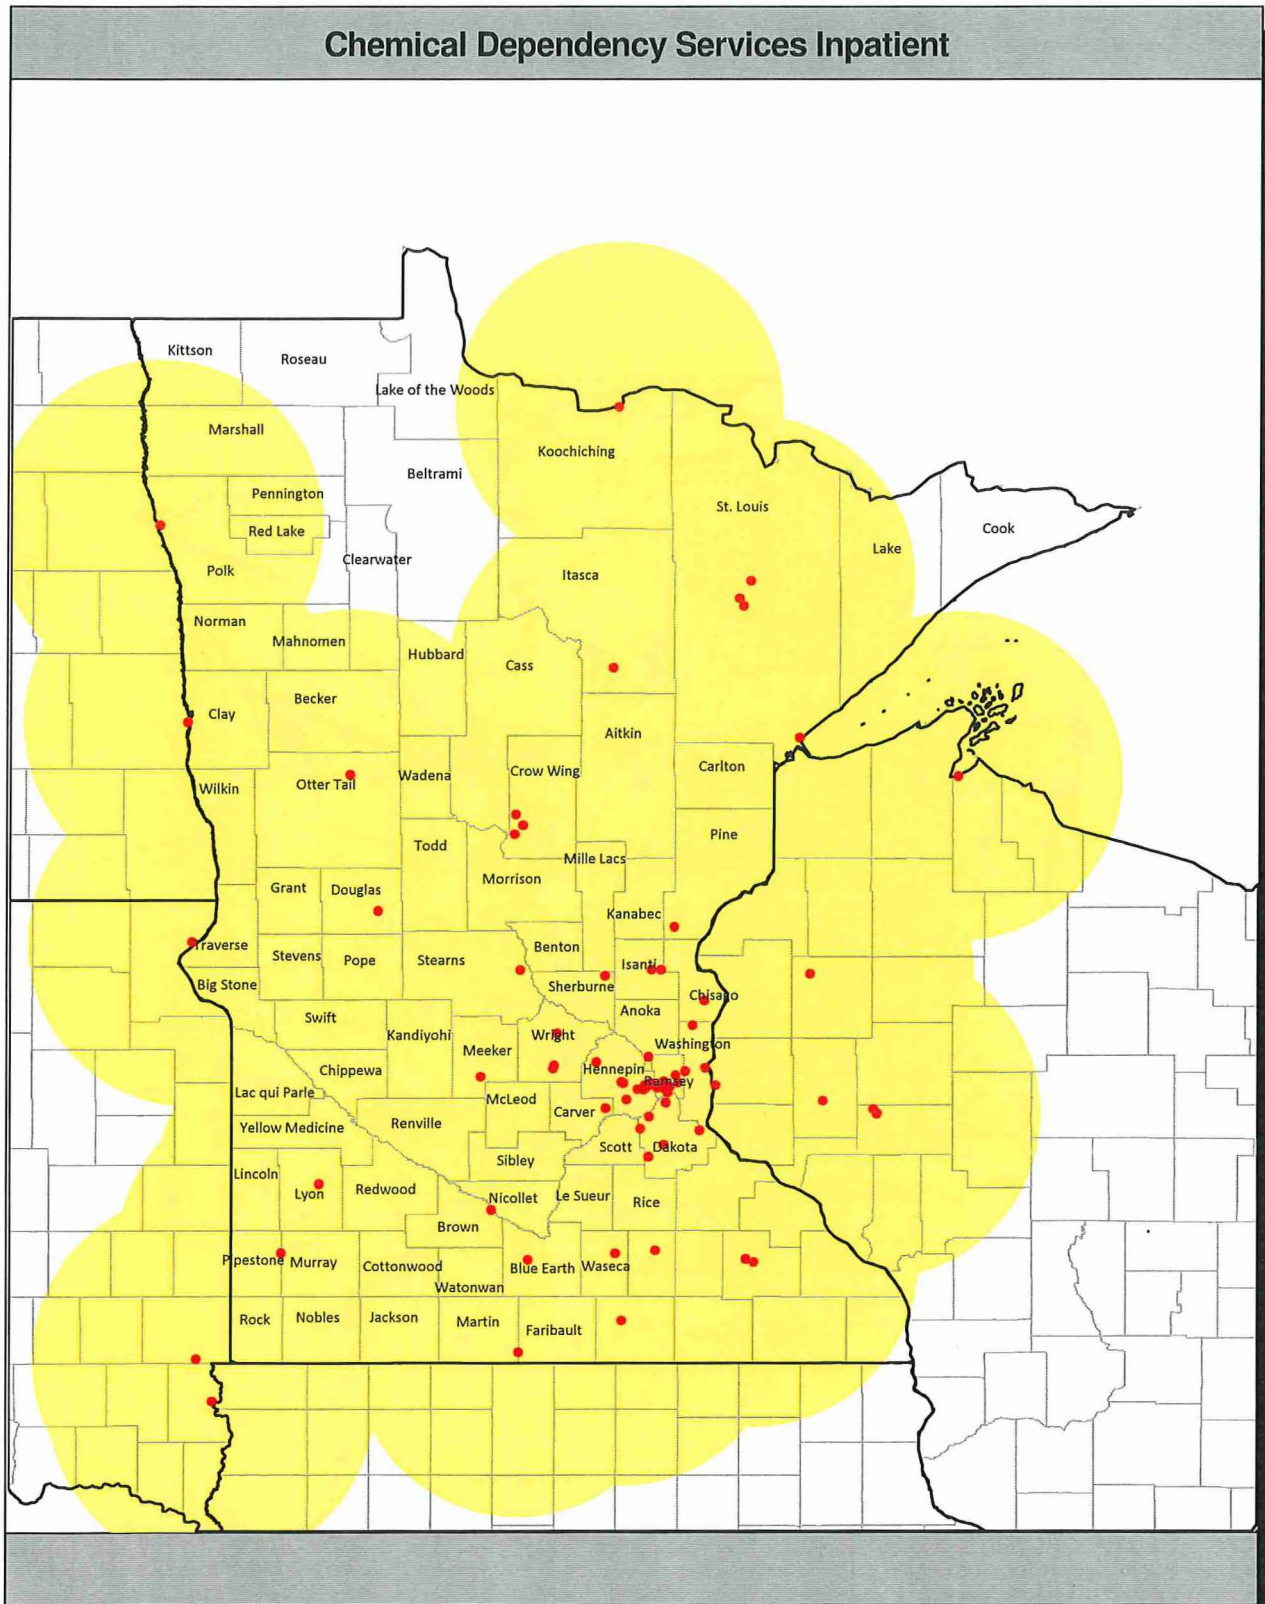 Chemical Dependency Services Inpatient
Kittson
Roseau
Lake of the Woods
Marshall
Koochiching
Beltrami
Pennington
St. Louis
Red Lake
Cook
Lake
Clearwater
Polk
Itasca
Norman
Mahnomen
Hubbard
Cass
Becker
Clay
Aitkin
Carlton
Crow Wing
Wadena
Otter Tail
Wilkin
Pine
Todd
Mille Lacs
Morrison
Grant
Douglas
Kanabec
Traverse
Benton
Stevens
Pope
Stearns
Isanti
Big Stone
Sherburne
Chisago
Anoka
Swift
Kandiyohi
Wright
Washington
Meeker
Chippewa
Hennepin
Ramsey
Lac qui Parle
McLeod
Carver
Renville
Yellow Medicine
Scott
Dakota
Sibley
Lincoln
Lyon
Redwood
Nicollet
Le Sueur
Rice
Brown
Pipestone
Murray
Cottonwood
Blue Earth
Waseca
Watonwan
Rock
Nobles
Jackson
Martin
Faribault